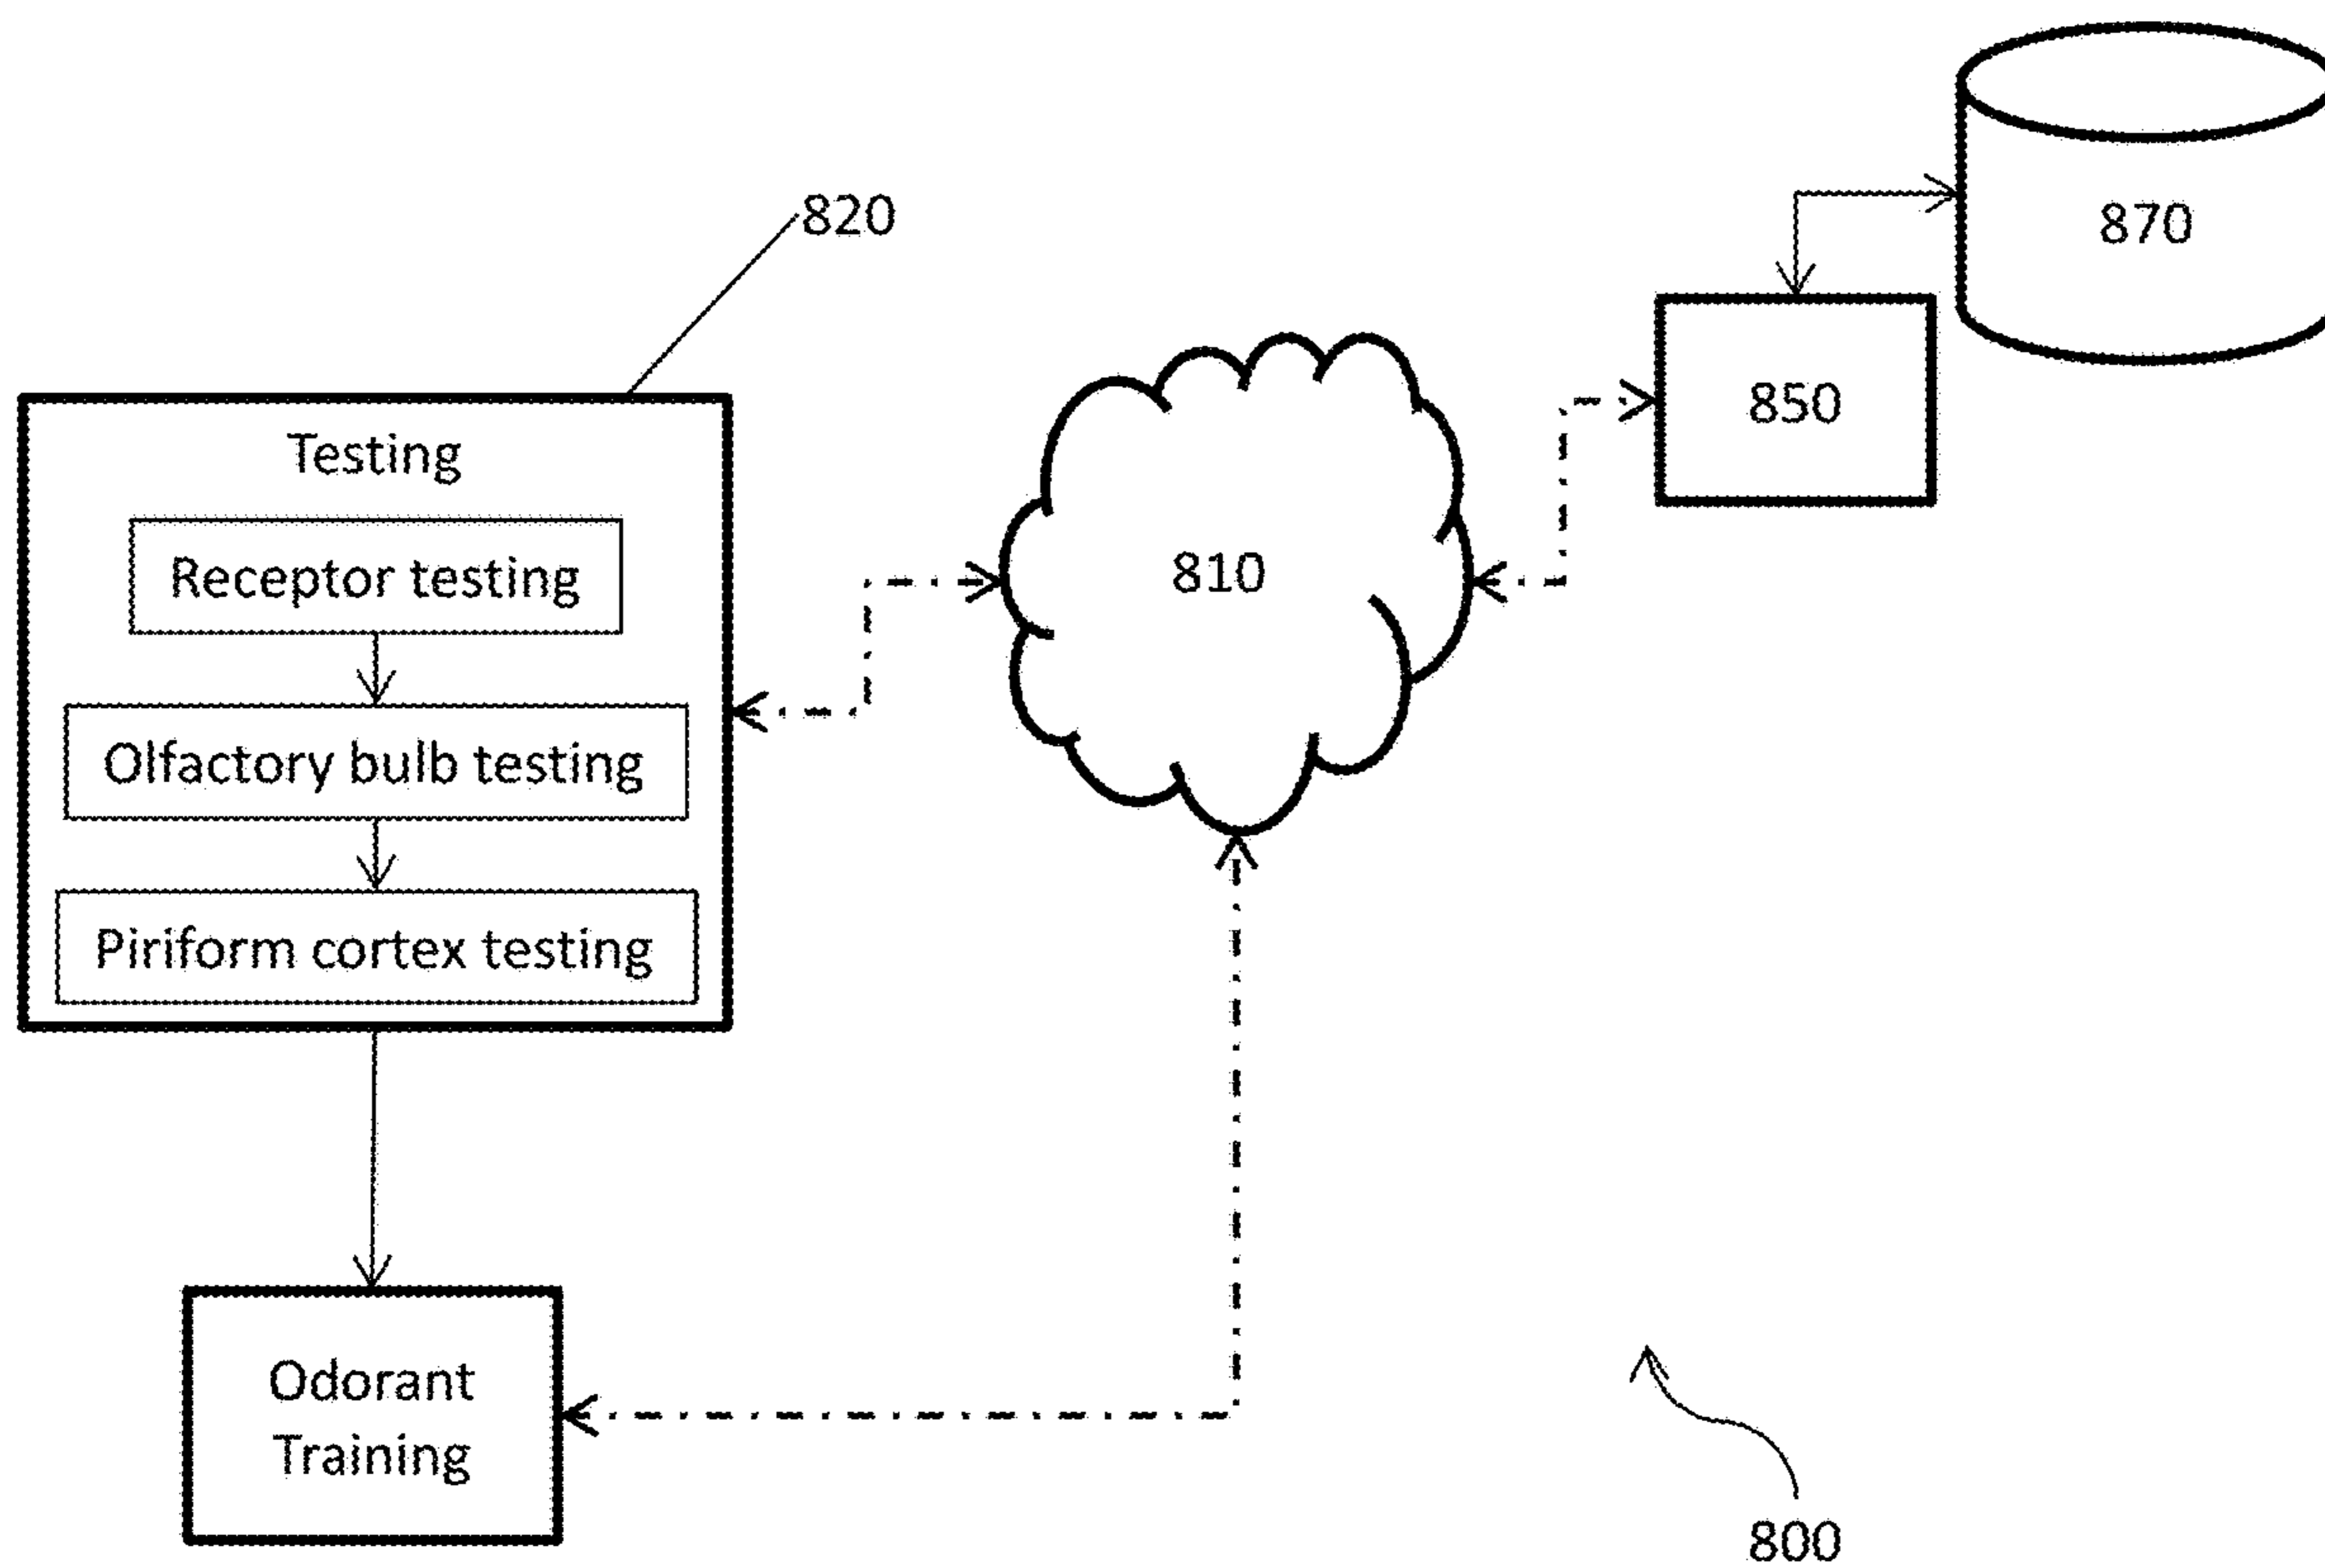 820
870
850
Testing
Receptor testing
810
Olfactory bulb testing
Piriform cortex testing
Odorant
Training
800